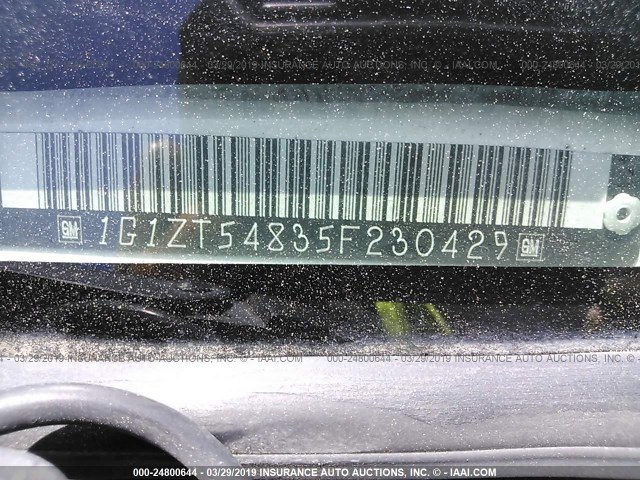 000-24800644 - 03/29/2019 INSURANCE AUTO AUCTIONS, INC. © - IAAI.COM
GM 1G1ZT54835F230429 GM
000-24800644 - 03/29/2019 INSURANCE AUTO AUCTIONS, INC. © - IAAI.COM
000-24800644 - 03/29/2019 INSURANCE AUTO AUCTIONS, INC. © - IAAI.COM